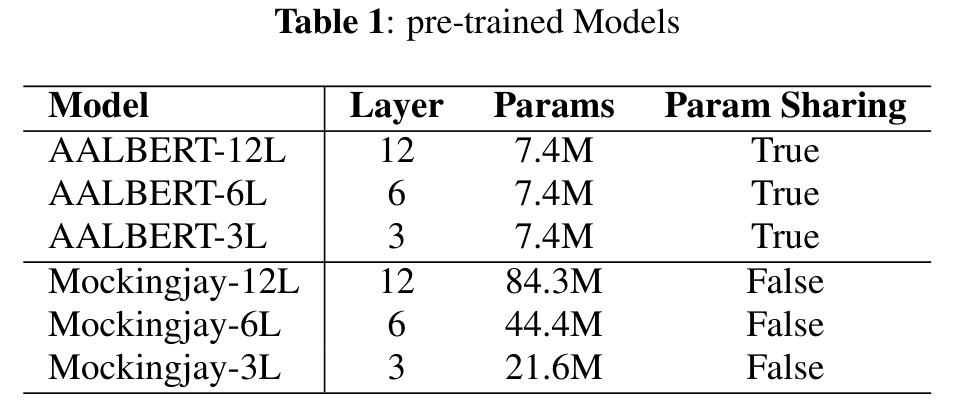 Table 1: pre-trained Models
Model Layer Params Param Sharing
AALBERT-12L 12 7.4M True
AALBERT-6L 6 7.4M True
AALBERT-3L 3 7.4M True
Mockingjay-12L 12 84.3M False
Mockingjay-6L 6 44.4M False
Mockingjay-3L 3 21.6M False